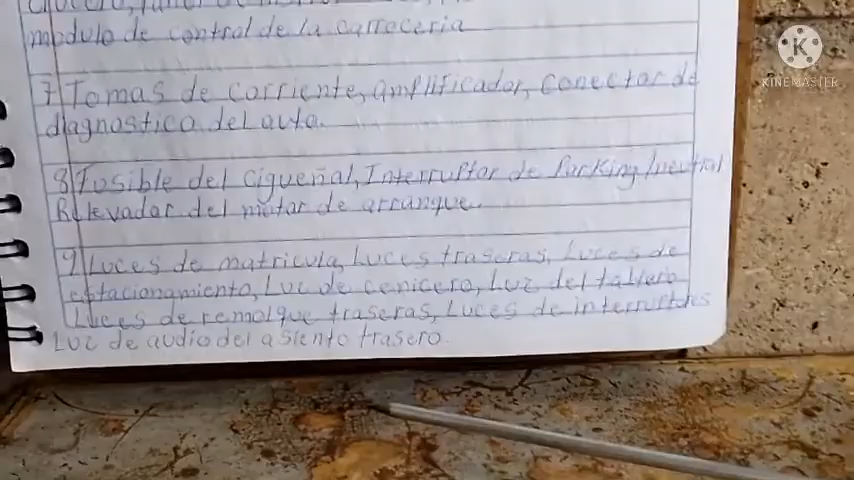 modulo de control de la carreceria
7 Tomas de corriente, amplificador, conector de
diagnostico del auto.
8 Fusible del cigueñal, Interruptor de Parking/neutral
Relevador del motor de arranque.
9 Luces de matricula, Luces traseras, Luces de
estacionamiento, Luz de cenicero, Luz del tablero
Luces de remolque traseras, Luces de interruptores
Luz de audio del asiento trasero.
K
KINEMASTER